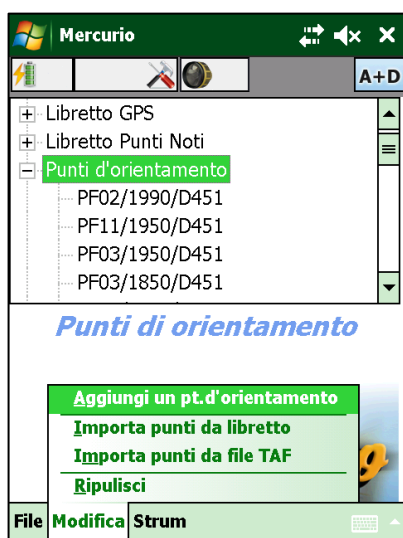 Mercurio
A+D
Libretto GPS
Libretto Punti Noti
Punti d'orientamento
PF02/1990/D451
PF11/1950/D451
PF03/1950/D451
PF03/1850/D451
Punti di orientamento
Aggiungi un pt.d'orientamento
Importa punti da libretto
Importa punti da file TAF
Ripulisci
File Modifica Strum